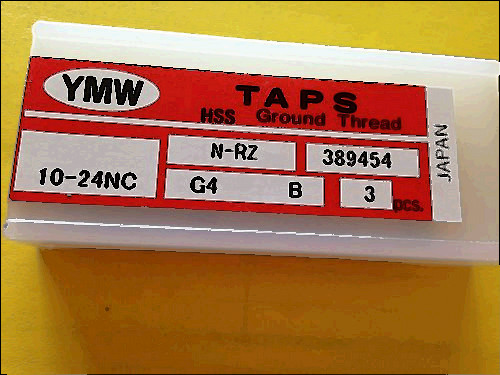 YMW
TAPS
HSS Ground Thread
N-RZ 389454
10-24NC
G4 B 3 pcs.
JAPAN